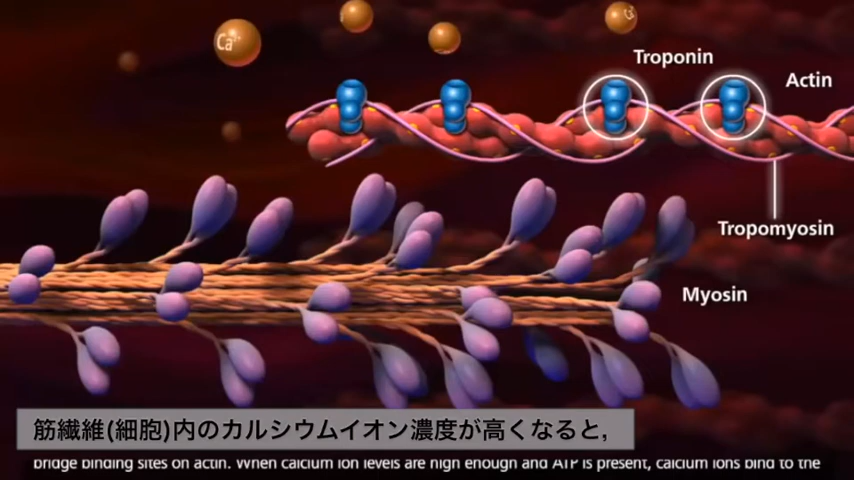 Ca²⁺
C
Troponin
Actin
Tropomyosin
Myosin
筋繊維(細胞)内のカルシウムイオン濃度が高くなると,
bridge binding sites on actin. When calcium ion levels are high enough and ATP is present, calcium ions bind to the